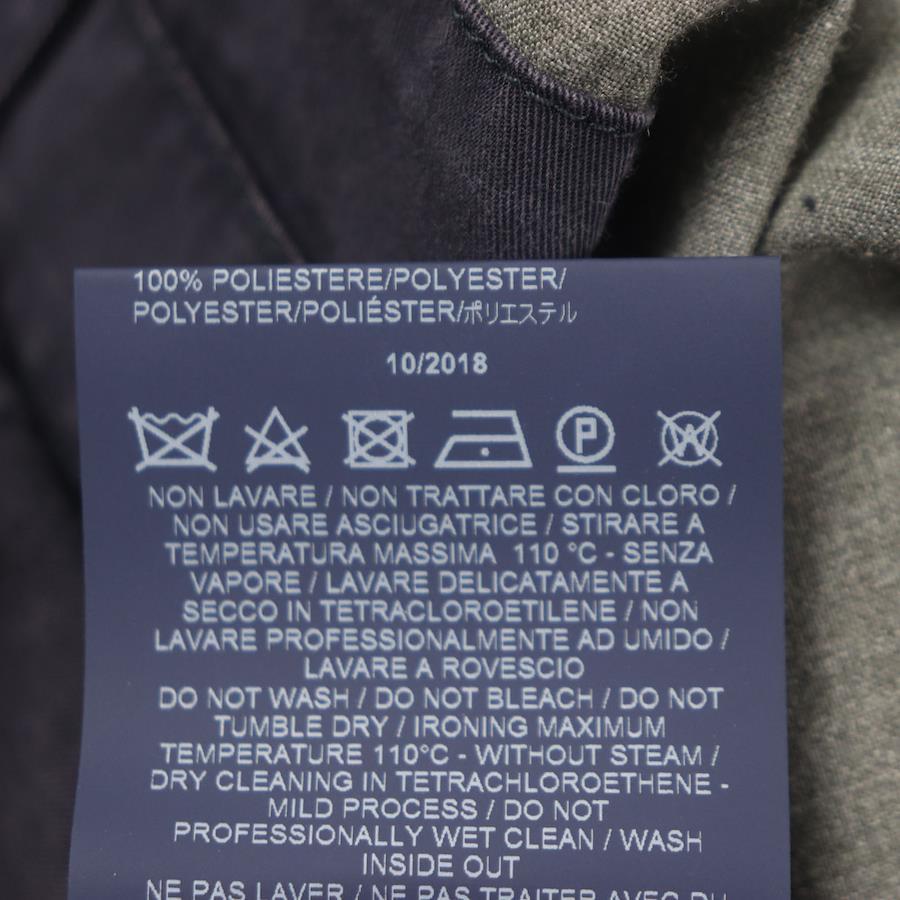 100% POLIESTERE/POLYESTER/
POLYESTER/POLIÉSTER/ポリエステル
10/2018
P
W
NON LAVARE / NON TRATTARE CON CLORO /
NON USARE ASCIUGATRICE / STIRARE A
TEMPERATURA MASSIMA 110 °C - SENZA
VAPORE / LAVARE DELICATAMENTE A
SECCO IN TETRACLOROETILENE / NON
LAVARE PROFESSIONALMENTE AD UMIDO /
LAVARE A ROVESCIO
DO NOT WASH / DO NOT BLEACH / DO NOT
TUMBLE DRY / IRONING MAXIMUM
TEMPERATURE 110°C - WITHOUT STEAM /
DRY CLEANING IN TETRACHLOROETHENE -
MILD PROCESS / DO NOT
PROFESSIONALLY WET CLEAN / WASH
INSIDE OUT
NE PAS LAVER / NE PAS TRAITER AVEC DU